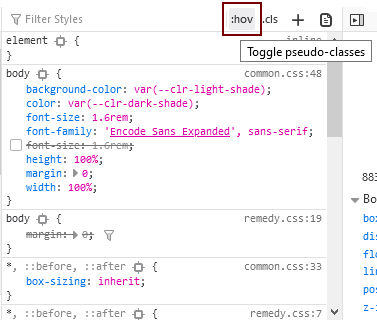 Filter Styles :hov .cls +
element { inline
}
Toggle pseudo-classes
body { common.css:48
background-color: var(--clr-light-shade);
color: var(--clr-dark-shade);
font-size: 1.6rem;
font-family: 'Encode Sans Expanded', sans-serif;
font-size: 1.6rem;
height: 100%;
margin: 0;
width: 100%;
}
body { remedy.css:19
margin: 0;
}
*, ::before, ::after { common.css:33
box-sizing: inherit;
}
*, ::before, ::after { remedy.css:7
883
Bo
box
dis
flo
lin
pos
z-i